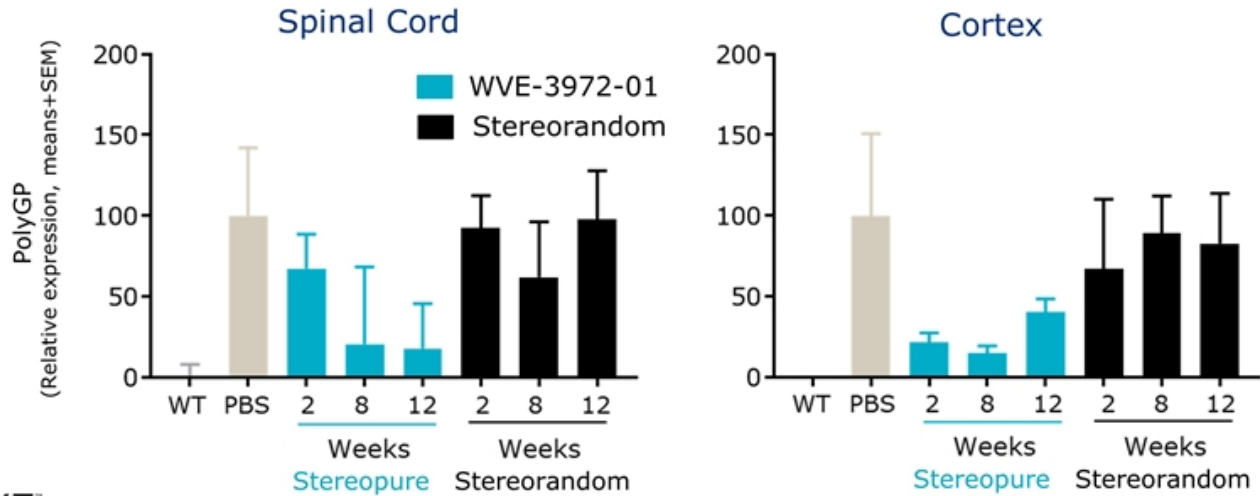 Spinal Cord
PolyGP
(Relative expression, means+SEM)
200
150
100
50
0
WVE-3972-01
Stereorandom
WT PBS 2 8 12 2 8 12
Weeks Weeks
Stereopure Stereorandom
Cortex
200
150
100
50
0
WT PBS 2 8 12 2 8 12
Weeks Weeks
Stereopure Stereorandom